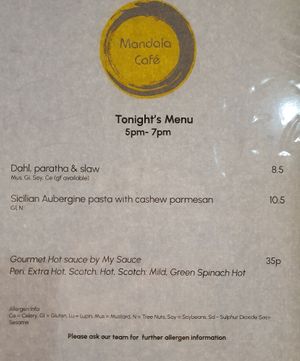 Mandala
Café
Tonight's Menu
5pm- 7pm
Dahl, paratha & slaw 8.5
Mus, Gl, Soy, Ce (gf available)
Sicilian Aubergine pasta with cashew parmesan 10.5
Gl, N
Gourmet Hot sauce by My Sauce 35p
Peri, Extra Hot, Scotch, Hot, Scotch, Mild, Green Spinach Hot
Allergen Info
Ce = Celery, Gl = Gluten, Lu = Lupin, Mus = Mustard, N = Tree Nuts, Soy = Soybeans, Sd - Sulphur Dioxide
Sesame
Please ask our team for further allergen information